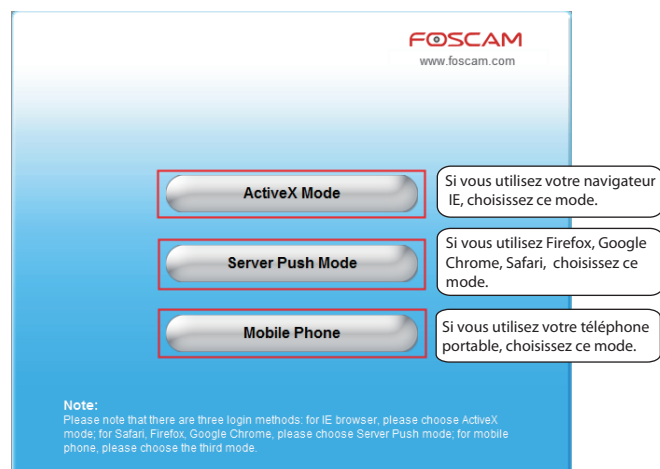 FOSCAM
www.foscam.com
ActiveX Mode
Si vous utilisez votre navigateur
IE, choisissez ce mode.
Server Push Mode
Si vous utilisez Firefox, Google
Chrome, Safari, choisissez ce
mode.
Mobile Phone
Si vous utilisez votre téléphone
portable, choisissez ce mode.
Note:
Please note that there are three login methods: for IE browser, please choose ActiveX
mode; for Safari, Firefox, Google Chrome, please choose Server Push mode; for mobile
phone, please choose the third mode.